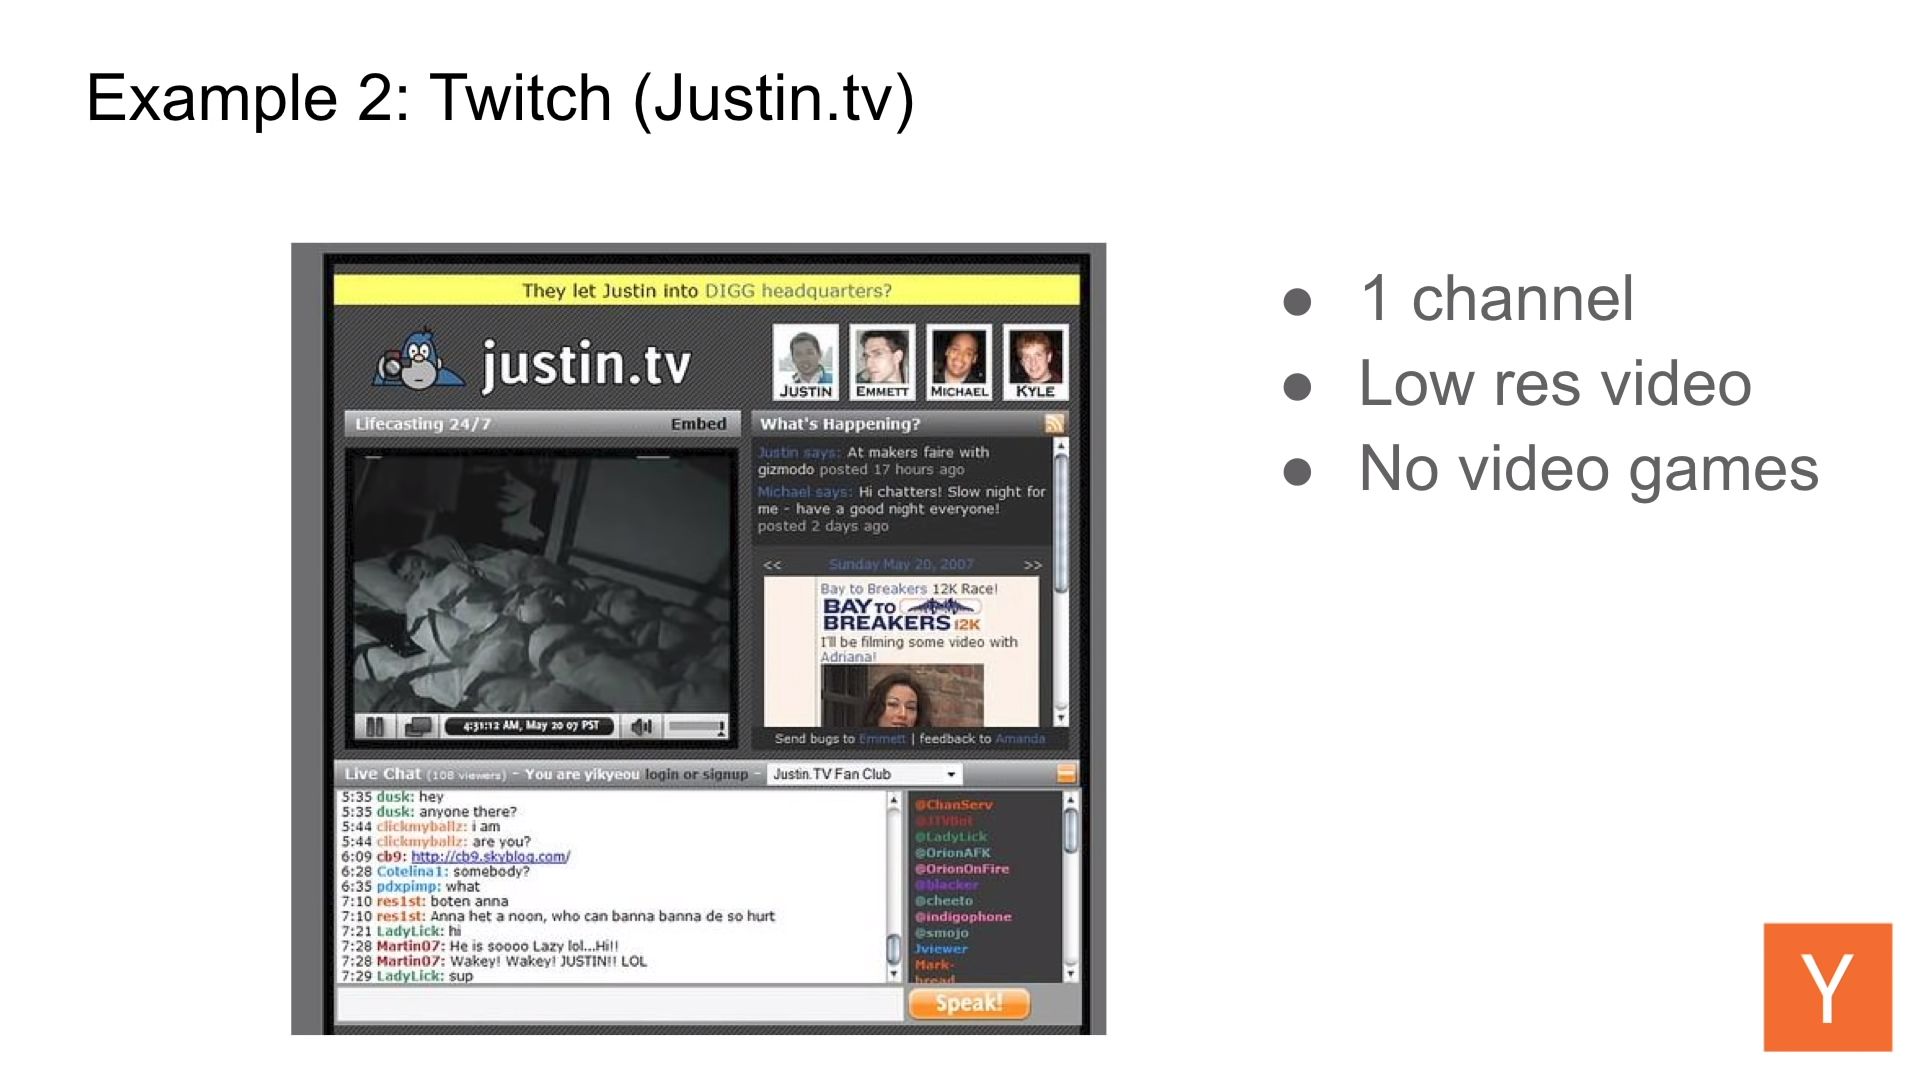 Example 2: Twitch (Justin.tv)
They let Justin into DIGG headquarters?
justin.tv
JUSTIN EMMETT MICHAEL KYLE
Lifecasting 24/7 Embed
What's Happening?
Justin says: At makers faire with
gizmodo posted 17 hours ago
Michael says: Hi chatters! Slow night for
me - have a good night everyone!
posted 2 days ago
<< Sunday May 20, 2007 >>
Bay to Breakers 12K Race!
BAY TO
BREAKERS 12K
I'll be filming some video with
Adriana!
4:31:12 AM, May 20 07 PST
Send bugs to Emmett | feedback to Amanda
Live Chat (108 viewers) - You are yikyeou login or signup - Justin.TV Fan Club
5:35 dusk: hey
5:35 dusk: anyone there?
5:44 clickmyballz: i am
5:44 clickmyballz: are you?
6:09 cb9: http://cb9.skyblog.com/
6:28 Cotelina1: somebody?
6:35 pdxpimp: what
7:10 res1st: boten anna
7:10 res1st: Anna het a noon, who can banna banna de so hurt
7:21 LadyLick: hi
7:28 Martin07: He is soooo Lazy lol...Hi!!
7:28 Martin07: Wakey! Wakey! JUSTIN!! LOL
7:29 LadyLick: sup
@ChanServ
@JTVBot
@LadyLick
@OrionAFK
@OrionOnFire
@blacker
@cheeto
@indigophone
@smojo
Jviewer
Mark-
bread
Speak!
● 1 channel
● Low res video
● No video games
Y